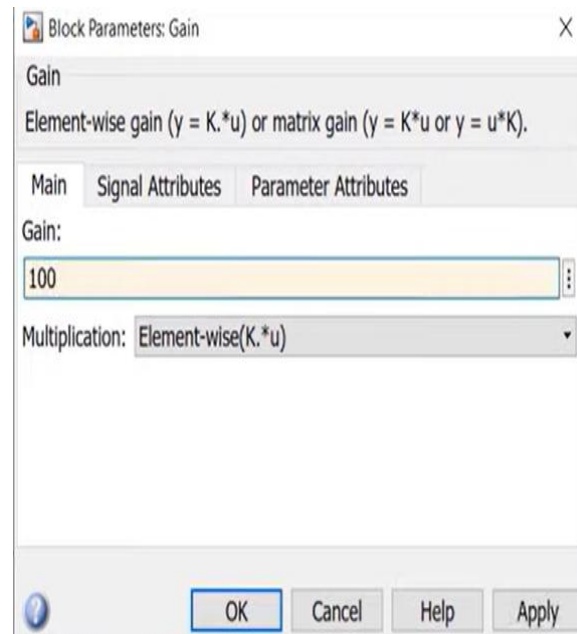 Block Parameters: Gain
Gain
Element-wise gain (y = K.*u) or matrix gain (y = K*u or y = u*K).
Main Signal Attributes Parameter Attributes
Gain:
100
Multiplication: Element-wise(K.*u)
OK Cancel Help Apply